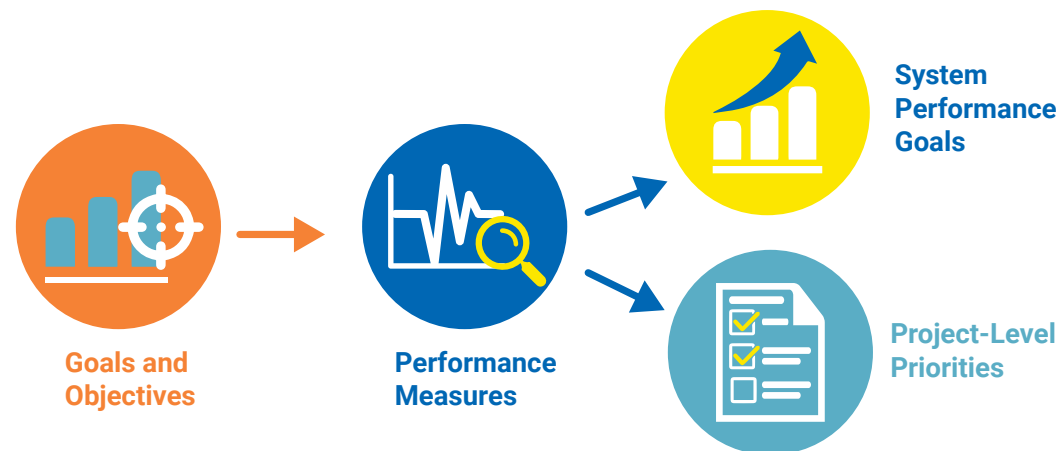 Goals and
Objectives
Performance
Measures
System
Performance
Goals
Project-Level
Priorities